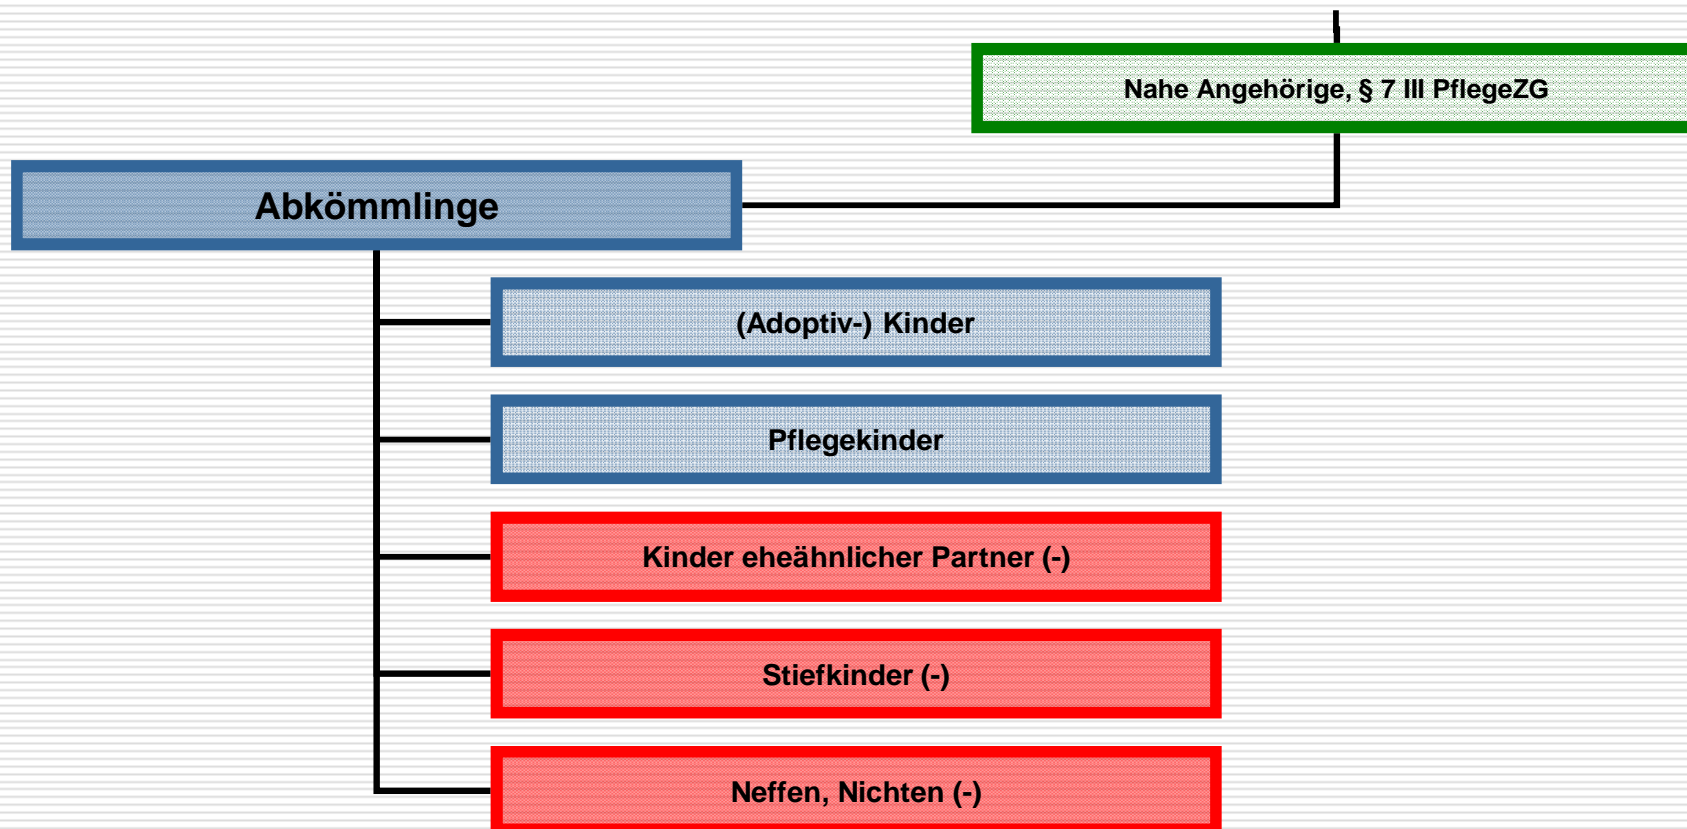 Nahe Angehörige, § 7 III PflegeZG
Abkömmlinge
(Adoptiv-) Kinder
Pflegekinder
Kinder eheähnlicher Partner (-)
Stiefkinder (-)
Neffen, Nichten (-)